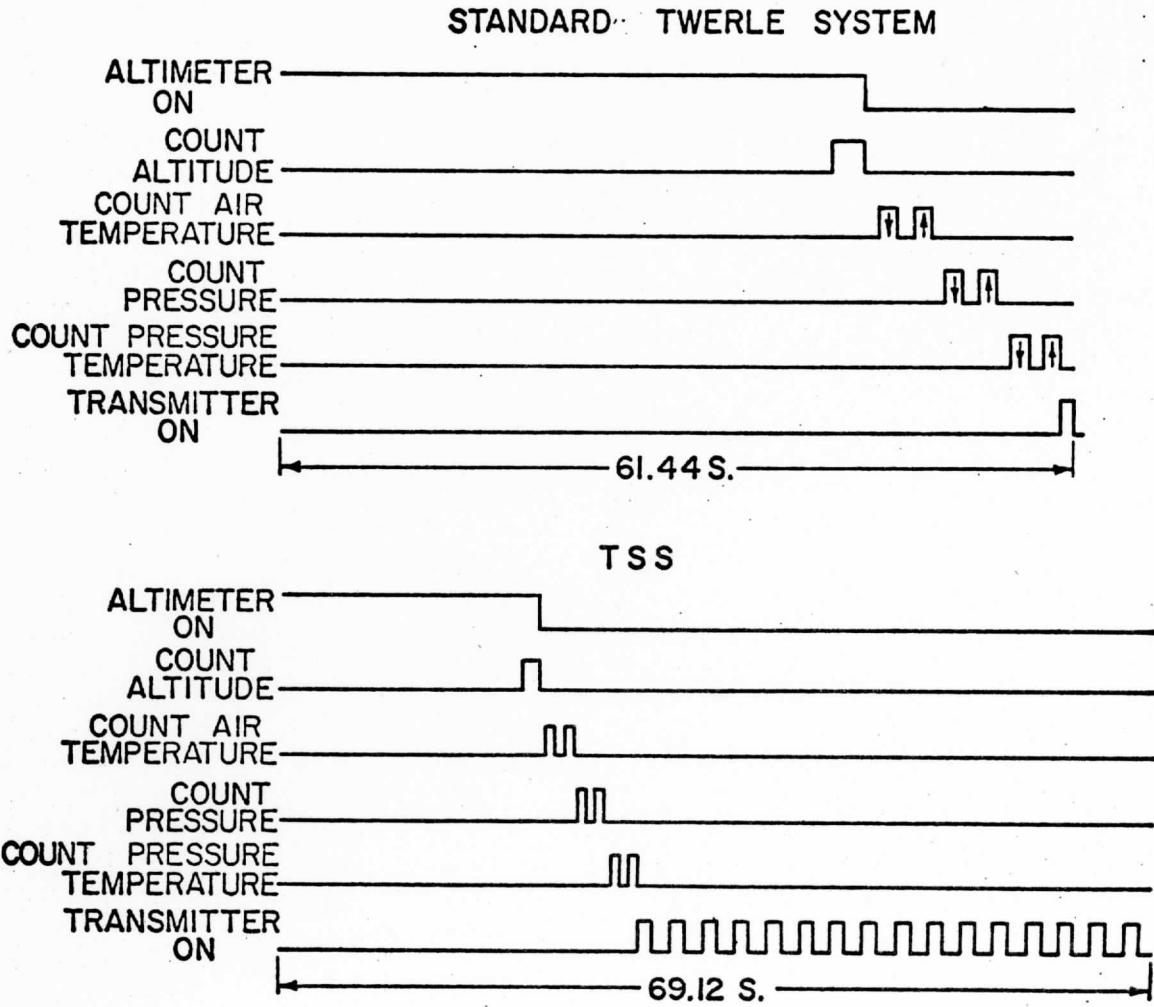 STANDARD TWERLE SYSTEM
ALTIMETER
ON
COUNT
ALTITUDE
COUNT AIR
TEMPERATURE
COUNT
PRESSURE
COUNT PRESSURE
TEMPERATURE
TRANSMITTER
ON
61.44 S.
TSS
ALTIMETER
ON
COUNT
ALTITUDE
COUNT AIR
TEMPERATURE
COUNT
PRESSURE
COUNT PRESSURE
TEMPERATURE
TRANSMITTER
ON
69.12 S.